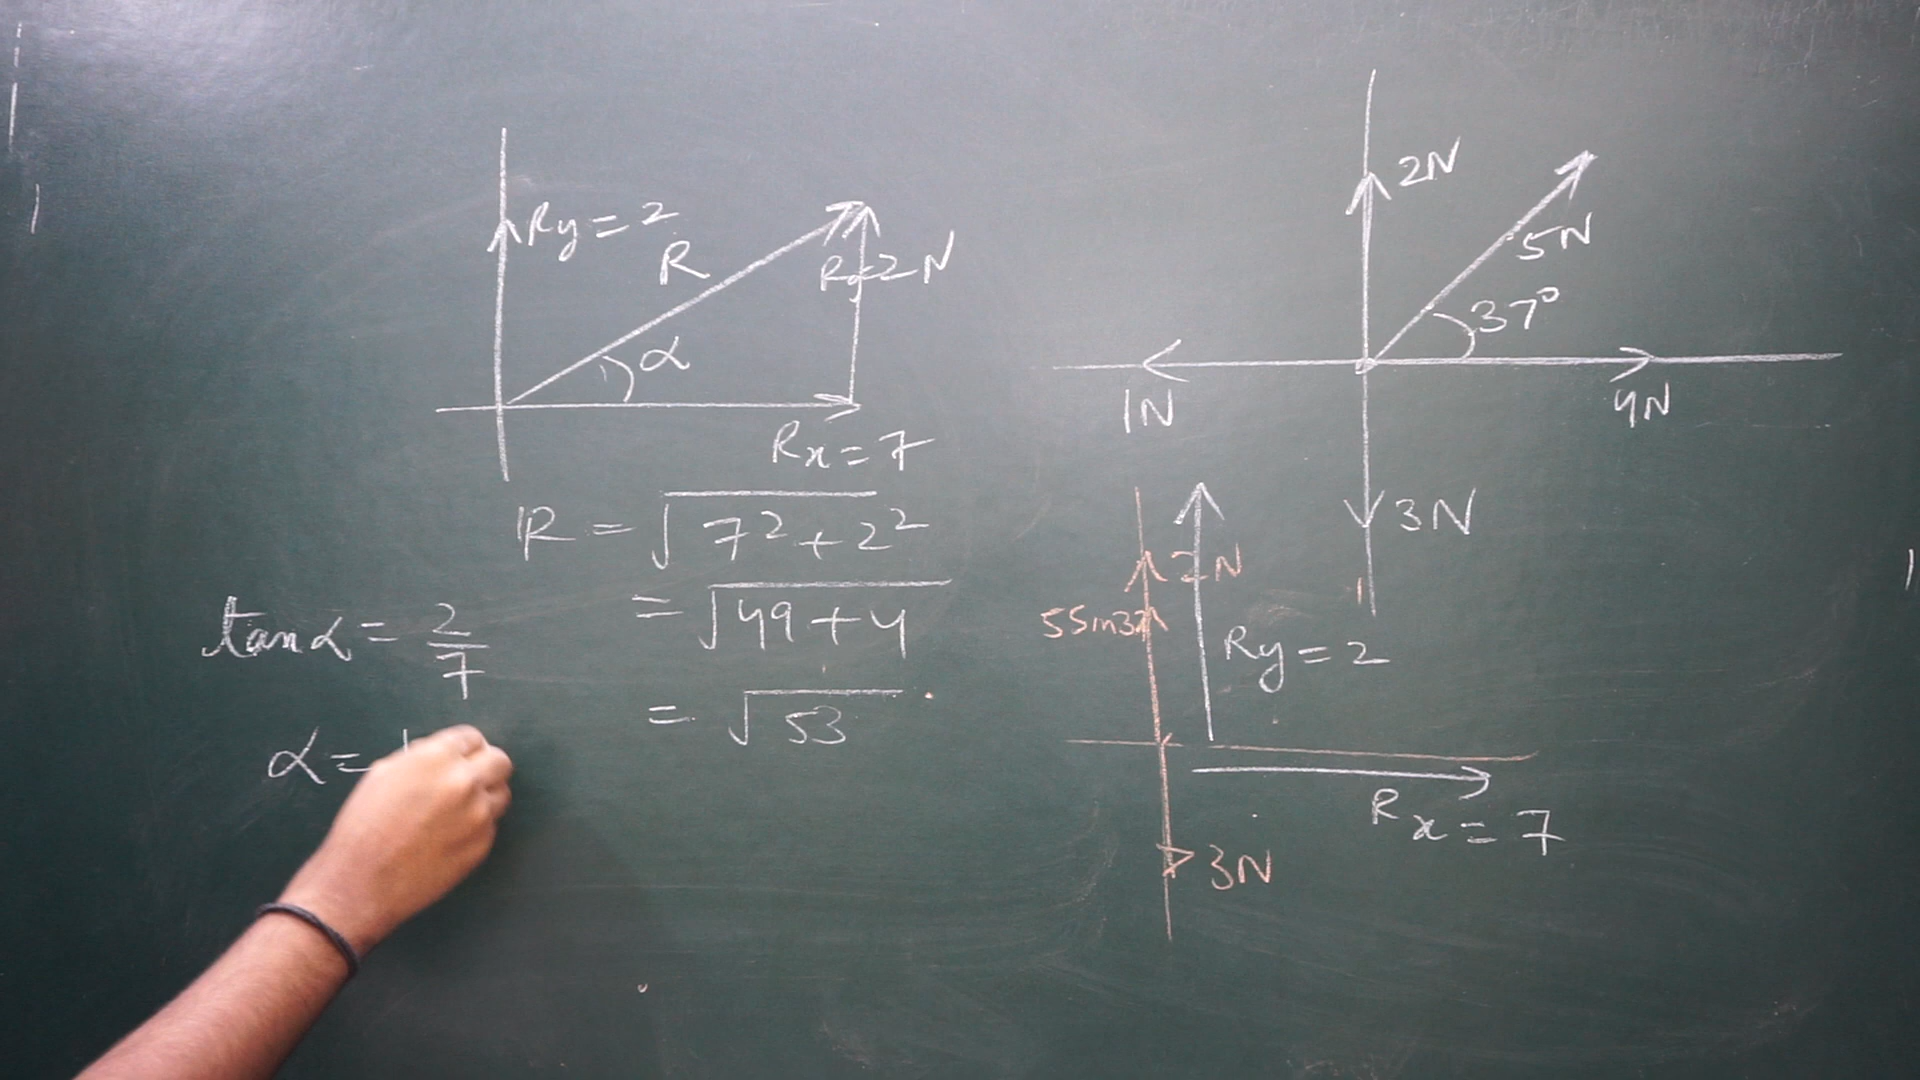 Ry = 2
R
Ry=2N
α
Rx = 7
R = √7² + 2²
= √49 + 4
= √53
tanα = 2/7
α =
2N
5N
37°
1N
4N
3N
2N
Ry = 2
Rx = 7
3N